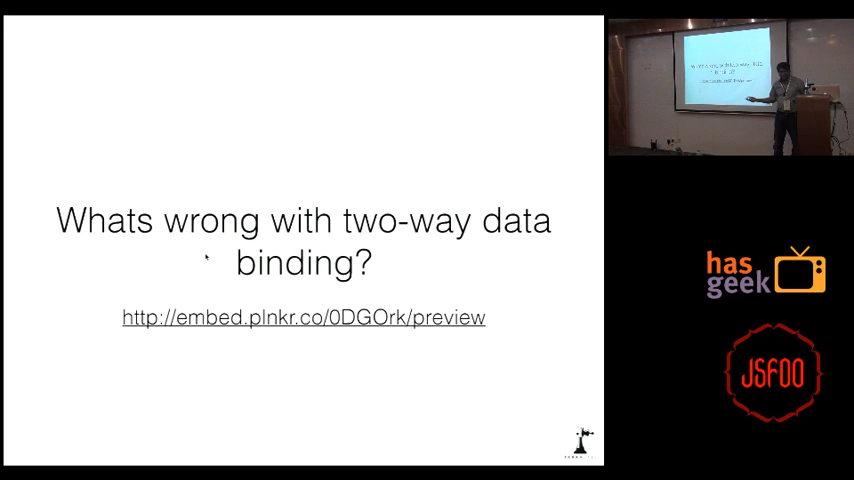 Whats wrong with two-way data
binding?
http://embed.plnkr.co/0DGOrk/preview
has
geek
JSFOO